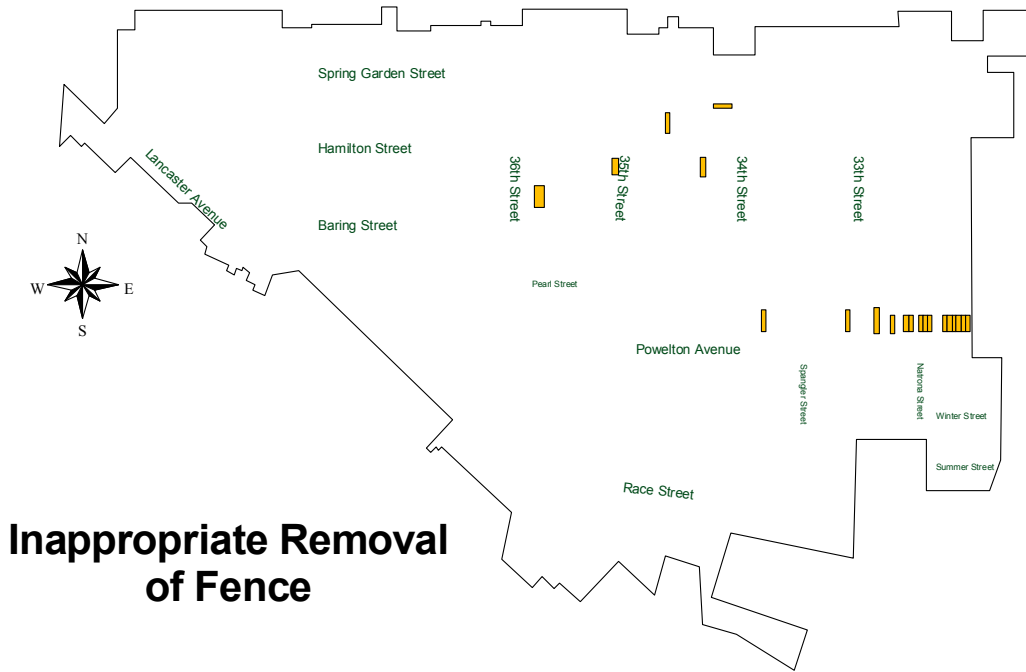 Spring Garden Street
Hamilton Street
Lancaster Avenue
36th Street
35th Street
34th Street
33th Street
Baring Street
N
W
E
S
Pearl Street
Powelton Avenue
Spangler Street
Natrona Street
Winter Street
Summer Street
Race Street
Inappropriate Removal
of Fence